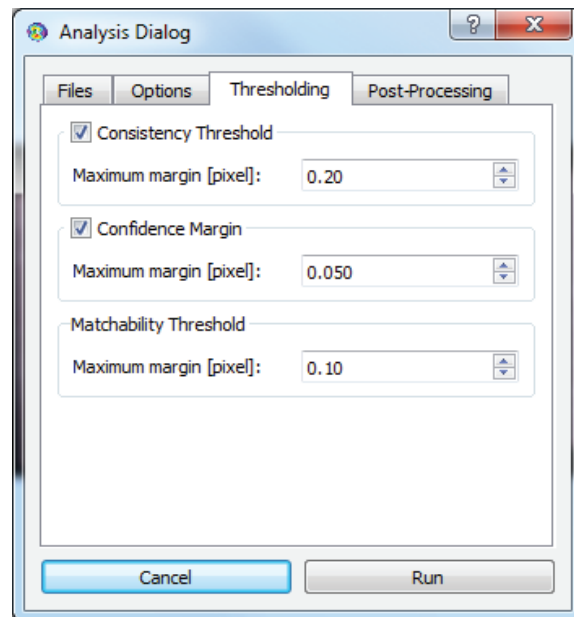 Analysis Dialog
?
X
Files Options Thresholding Post-Processing
Consistency Threshold
Maximum margin [pixel]: 0.20
Confidence Margin
Maximum margin [pixel]: 0.050
Matchability Threshold
Maximum margin [pixel]: 0.10
Cancel Run